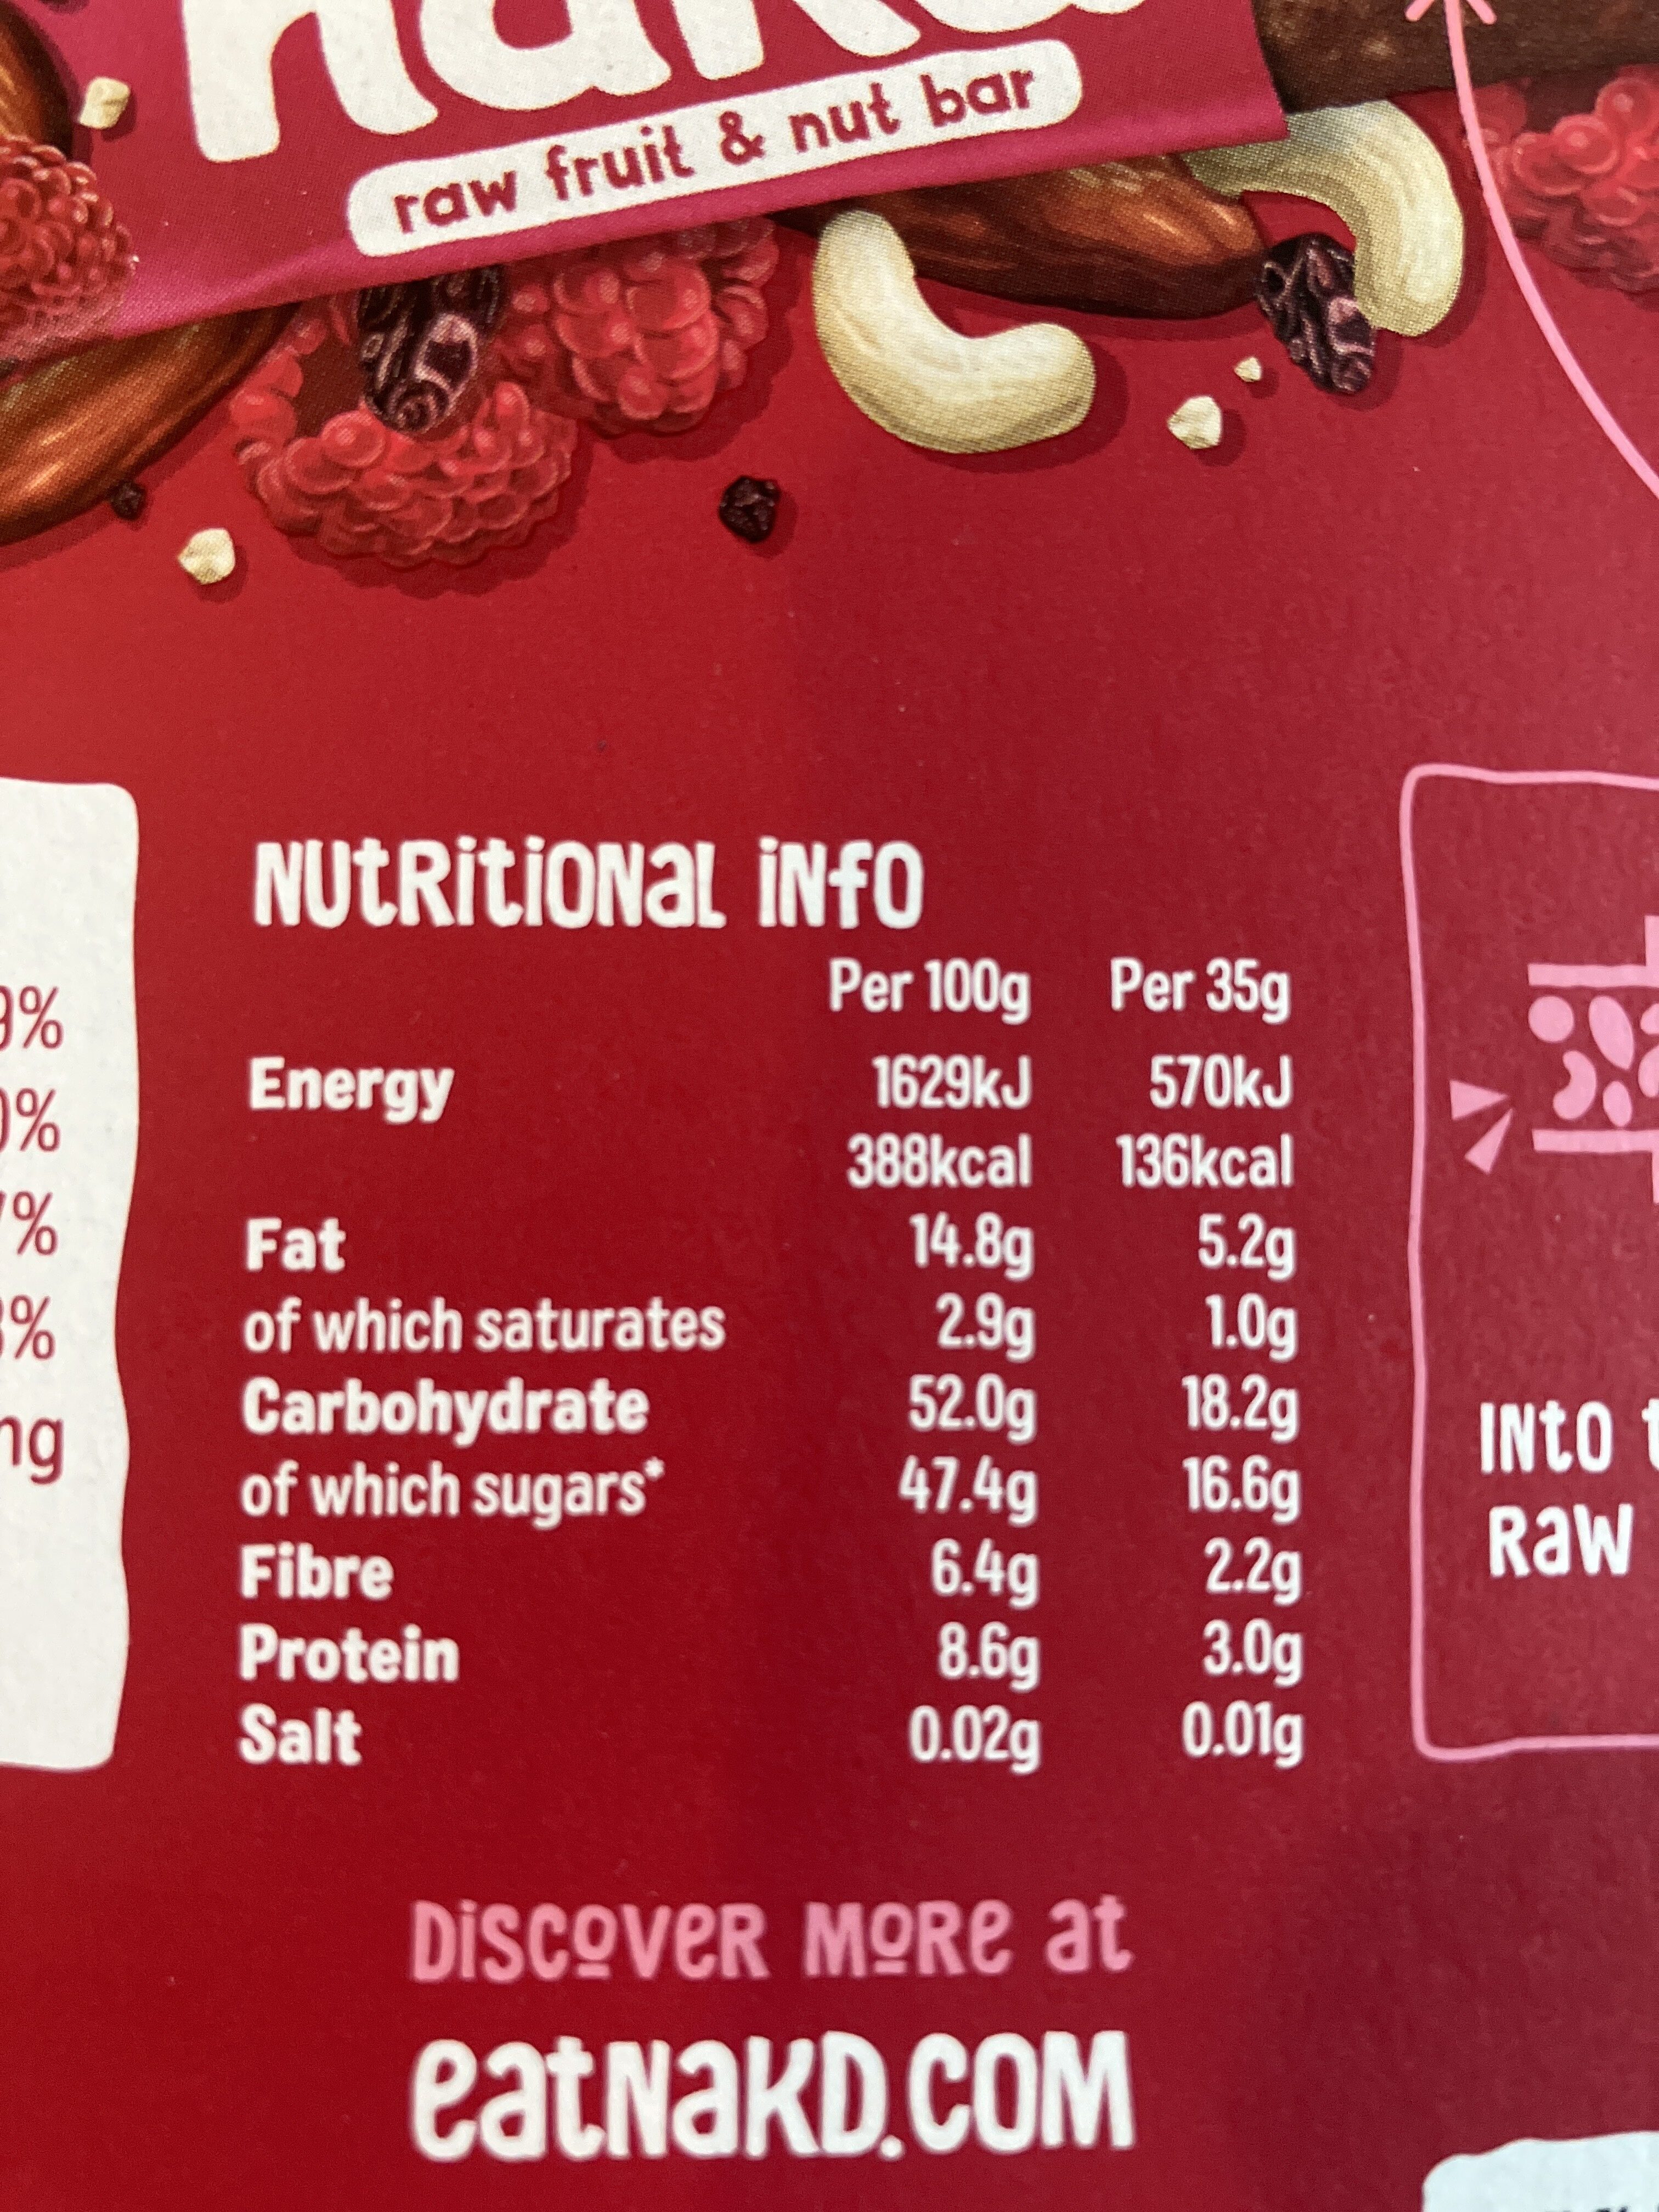 raw fruit & nut bar
NUtRitiONaL iNfO
Per 100g Per 35g
Energy 1629kJ 570kJ
388kcal 136kcal
Fat 14.8g 5.2g
of which saturates 2.9g 1.0g
Carbohydrate 52.0g 18.2g
of which sugars* 47.4g 16.6g
Fibre 6.4g 2.2g
Protein 8.6g 3.0g
Salt 0.02g 0.01g
9%
0%
%
%
INtO
RaW
DiSCOVeR MORe at
eatNaKD.COM